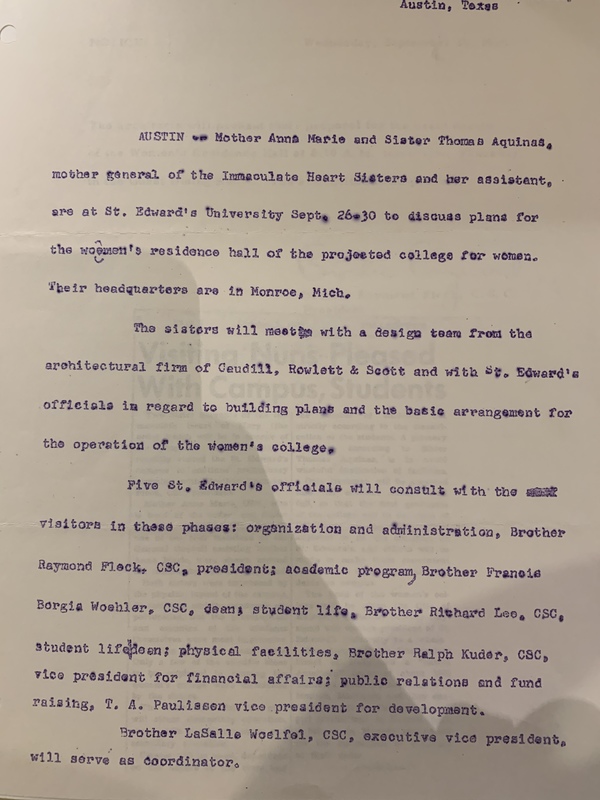 Austin, Texas
AUSTIN -- Mother Anna Marie and Sister Thomas Aquinas,
mother general of the Immaculate Heart Sisters and her assistant,
are at St. Edward's University Sept. 26-30 to discuss plans for
the women's residence hall of the projected college for women.
Their headquarters are in Monroe, Mich.
The sisters will meet with a design team from the
architectural firm of Caudill, Rowlett & Scott and with St. Edward's
officials in regard to building plans and the basic arrangement for
the operation of the women's college.
Five St. Edward's officials will consult with the
visitors in these phases: organization and administration, Brother
Raymond Fleck, CSC, president; academic program, Brother Francis
Borgia Woehler, CSC, dean; student life, Brother Richard Lee, CSC,
student life dean; physical facilities, Brother Ralph Kuder, CSC,
vice president for financial affairs; public relations and fund
raising, T. A. Paulissen vice president for development.
Brother LaSalle Woelfel, CSC, executive vice president,
will serve as coordinator.
Visiting Nuns Pleased
With Campus, Students